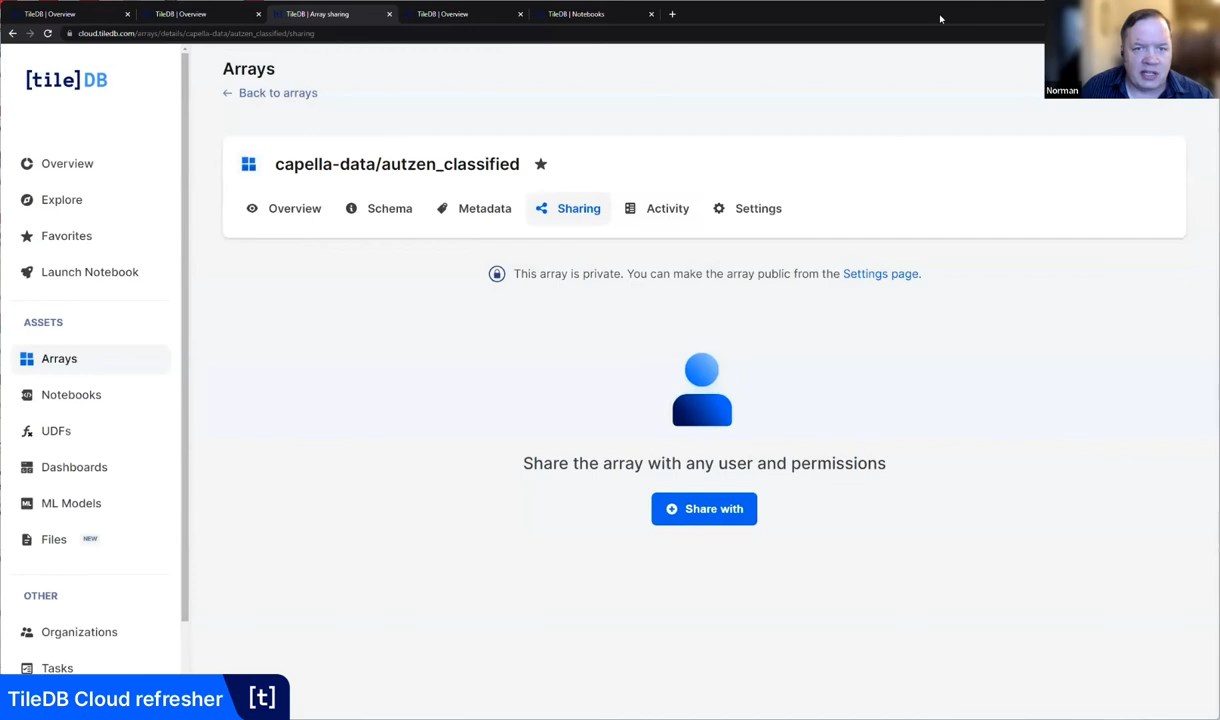 TileDB | Overview
TileDB | Overview
TileDB | Array sharing
TileDB | Overview
TileDB | Notebooks
cloud.tiledb.com/arrays/details/capella-data/autzen_classified/sharing
Norman
[tile]DB
Overview
Explore
Favorites
Launch Notebook
ASSETS
Arrays
Notebooks
UDFs
Dashboards
ML Models
Files NEW
OTHER
Organizations
Tasks
Arrays
← Back to arrays
capella-data/autzen_classified
Overview
Schema
Metadata
Sharing
Activity
Settings
This array is private. You can make the array public from the Settings page.
Share the array with any user and permissions
Share with
TileDB Cloud refresher
[t]